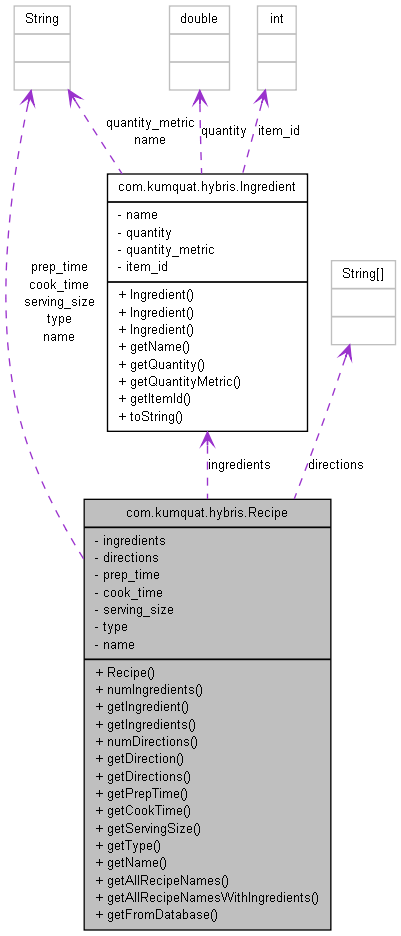 String
double
int
quantity_metric
name
quantity
item_id
com.kumquat.hybris.Ingredient
- name
- quantity
- quantity_metric
- item_id
+ Ingredient()
+ Ingredient()
+ Ingredient()
+ getName()
+ getQuantity()
+ getQuantityMetric()
+ getItemId()
+ toString()
prep_time
cook_time
serving_size
type
name
String[]
ingredients
directions
com.kumquat.hybris.Recipe
- ingredients
- directions
- prep_time
- cook_time
- serving_size
- type
- name
+ Recipe()
+ numIngredients()
+ getIngredient()
+ getIngredients()
+ numDirections()
+ getDirection()
+ getDirections()
+ getPrepTime()
+ getCookTime()
+ getServingSize()
+ getType()
+ getName()
+ getAllRecipeNames()
+ getAllRecipeNamesWithIngredients()
+ getFromDatabase()